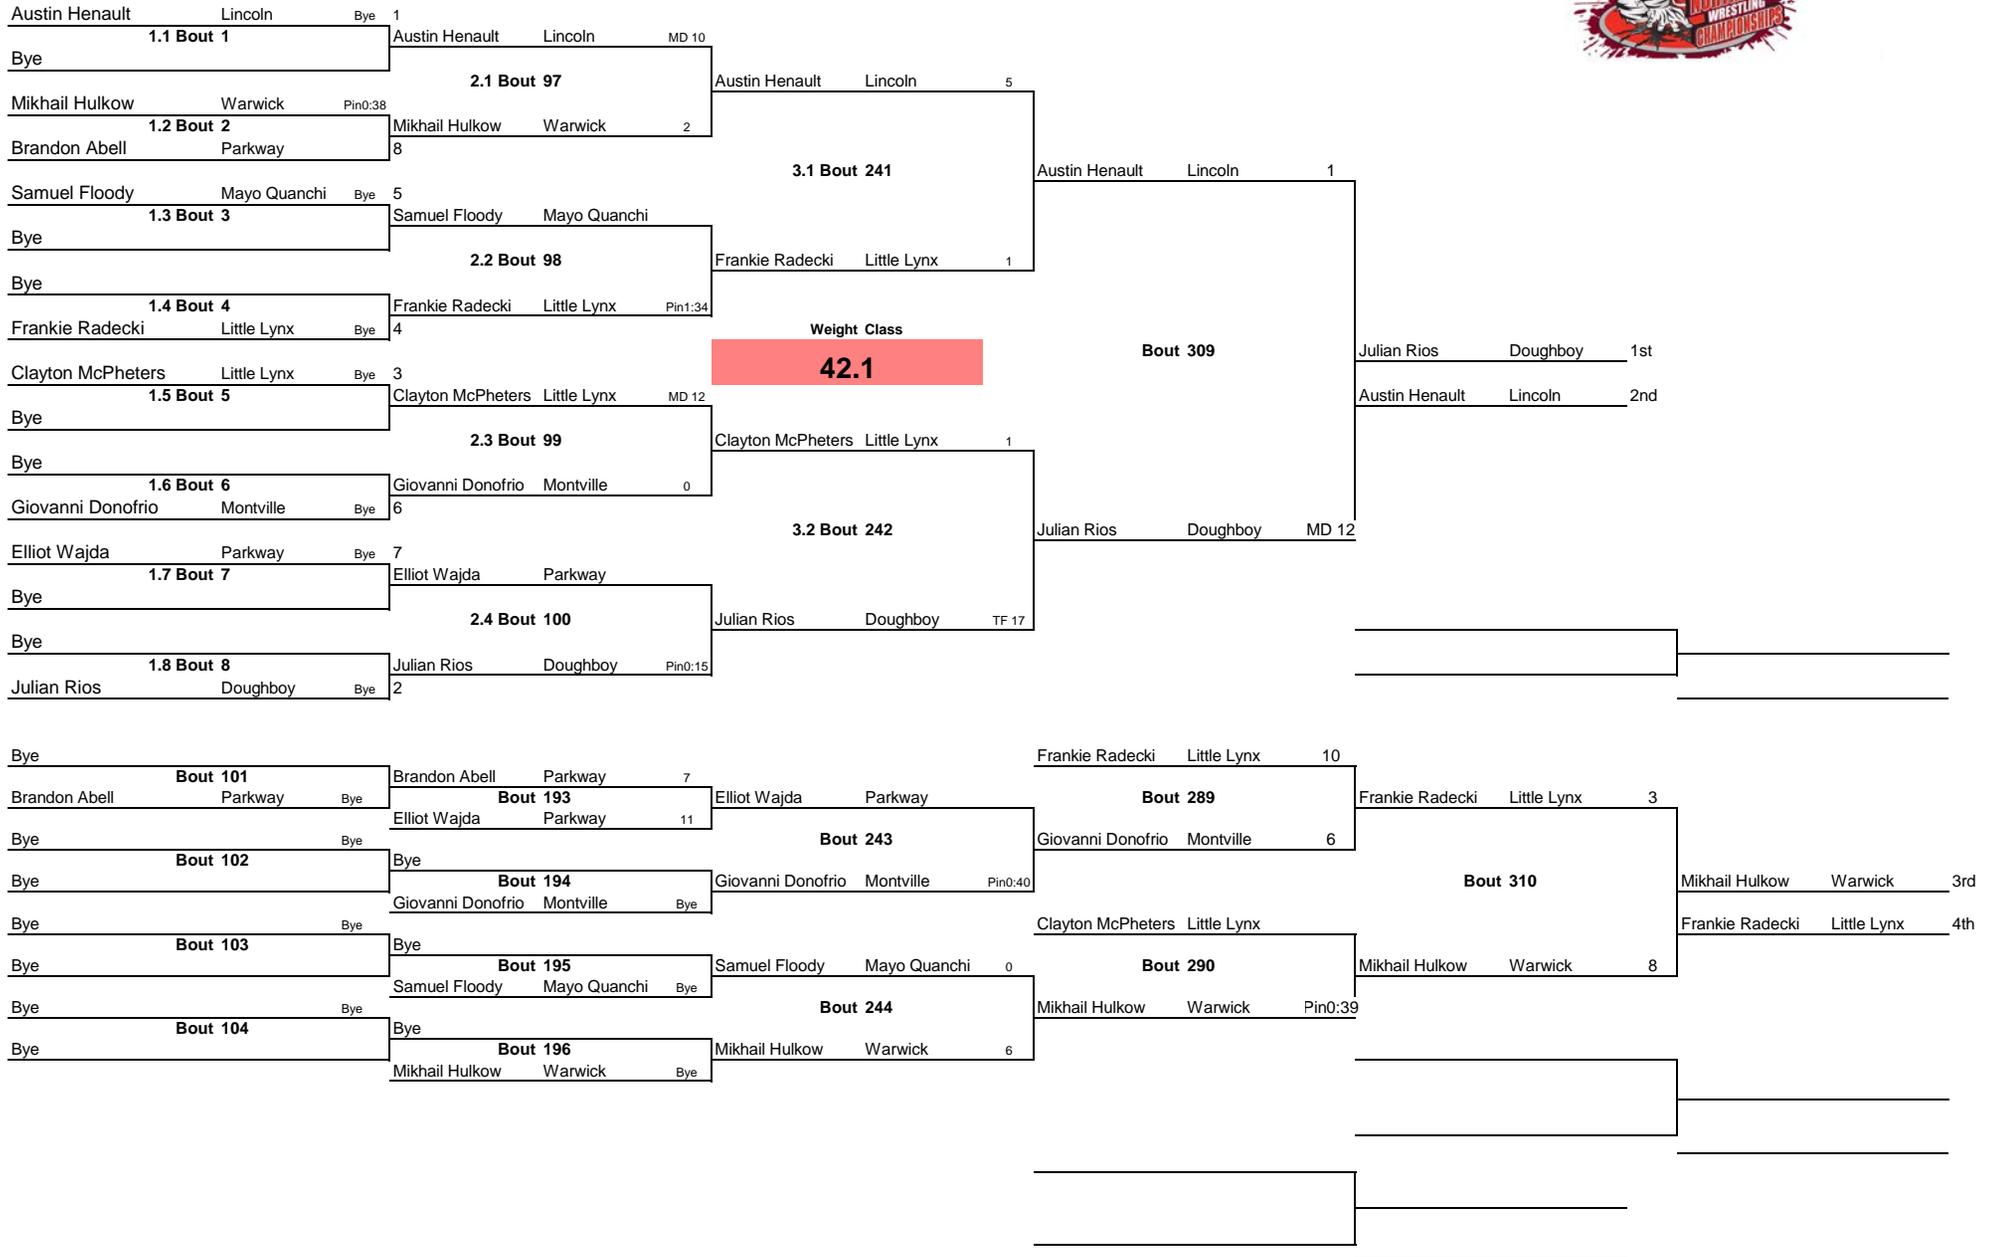 WRESTLING
CHAMPIONSHIPS
Austin Henault Lincoln Bye 1
1.1 Bout 1 Austin Henault Lincoln MD 10
Bye
2.1 Bout 97 Austin Henault Lincoln 5
Mikhail Hulkow Warwick Pin0:38
1.2 Bout 2 Mikhail Hulkow Warwick 2
Brandon Abell Parkway 8
3.1 Bout 241 Austin Henault Lincoln 1
Samuel Floody Mayo Quanchi Bye 5
1.3 Bout 3 Samuel Floody Mayo Quanchi
Bye
2.2 Bout 98 Frankie Radecki Little Lynx 1
Bye
1.4 Bout 4 Frankie Radecki Little Lynx Pin1:34
Frankie Radecki Little Lynx Bye 4 Weight Class
Bout 309 Julian Rios Doughboy 1st
42.1
Clayton McPheters Little Lynx Bye 3
1.5 Bout 5 Clayton McPheters Little Lynx MD 12 Austin Henault Lincoln 2nd
Bye
2.3 Bout 99 Clayton McPheters Little Lynx 1
Bye
1.6 Bout 6 Giovanni Donofrio Montville 0
Giovanni Donofrio Montville Bye 6
3.2 Bout 242 Julian Rios Doughboy MD 12
Elliot Wajda Parkway Bye 7
1.7 Bout 7 Elliot Wajda Parkway
Bye
2.4 Bout 100 Julian Rios Doughboy TF 17
Bye
1.8 Bout 8 Julian Rios Doughboy Pin0:15
Julian Rios Doughboy Bye 2
Bye Frankie Radecki Little Lynx 10
Bout 101 Brandon Abell Parkway 7
Brandon Abell Parkway Bye Bout 193 Elliot Wajda Parkway Bout 289 Frankie Radecki Little Lynx 3
Elliot Wajda Parkway 11
Bye Bye Bout 243 Giovanni Donofrio Montville 6
Bout 102 Bye
Bye Bout 194 Giovanni Donofrio Montville Pin0:40 Bout 310 Mikhail Hulkow Warwick 3rd
Giovanni Donofrio Montville Bye
Bye Bye Clayton McPheters Little Lynx Frankie Radecki Little Lynx 4th
Bout 103 Bye
Bye Bout 195 Samuel Floody Mayo Quanchi 0 Bout 290 Mikhail Hulkow Warwick 8
Samuel Floody Mayo Quanchi Bye
Bye Bye Bout 244 Mikhail Hulkow Warwick Pin0:39
Bout 104 Bye
Bye Bout 196 Mikhail Hulkow Warwick 6
Mikhail Hulkow Warwick Bye